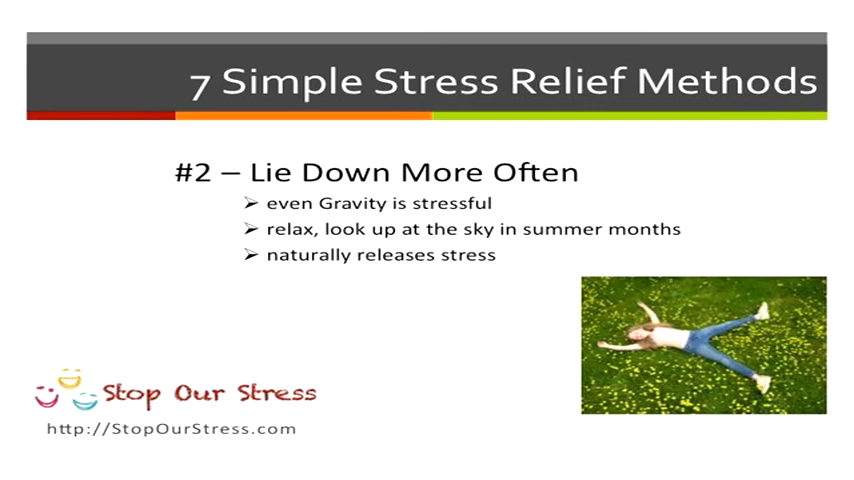 7 Simple Stress Relief Methods
#2 – Lie Down More Often
➢ even Gravity is stressful
➢ relax, look up at the sky in summer months
➢ naturally releases stress
Stop Our Stress
http://StopOurStress.com